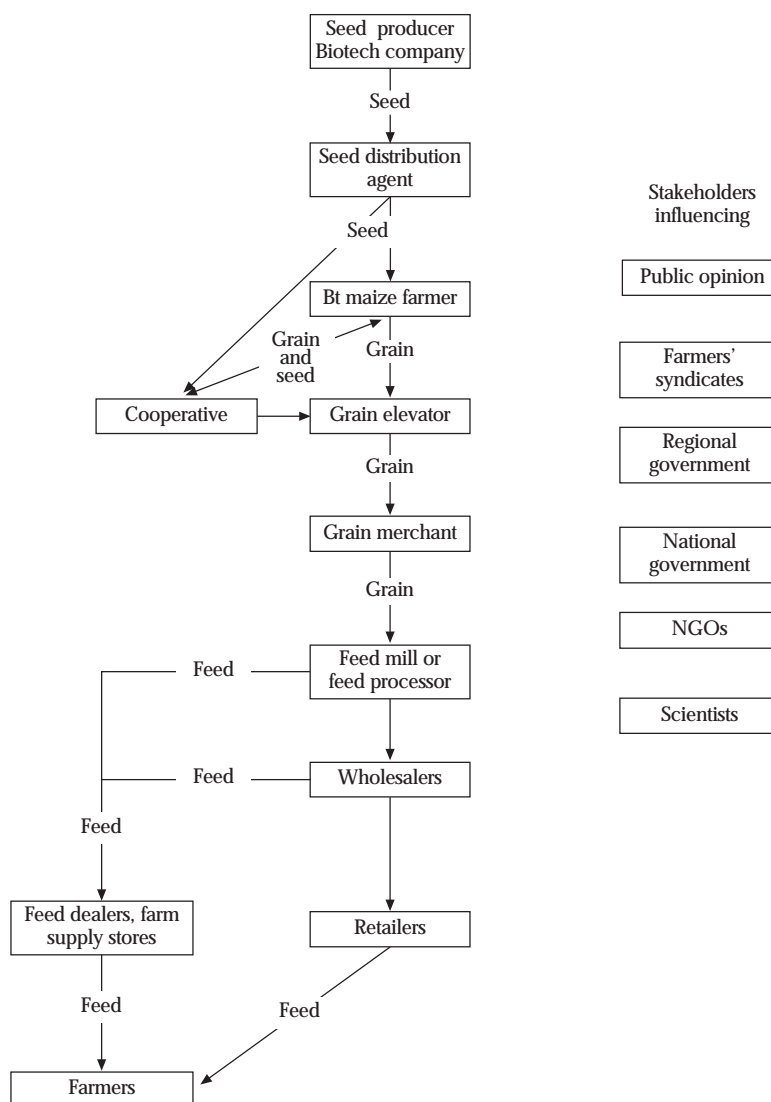 Seed producer
Biotech company
Seed
Seed distribution
agent
Seed
Bt maize farmer
Grain
and
seed
Grain
Cooperative
Grain elevator
Grain
Grain merchant
Grain
Feed mill or
feed processor
Feed
Wholesalers
Feed
Feed
Feed dealers, farm
supply stores
Retailers
Feed
Feed
Farmers
Stakeholders
influencing
Public opinion
Farmers'
syndicates
Regional
government
National
government
NGOs
Scientists